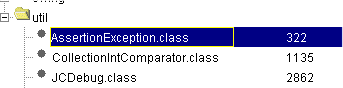 util
AssertionException.class 322
CollectionIntComparator.class 1135
JCDebug.class 2862